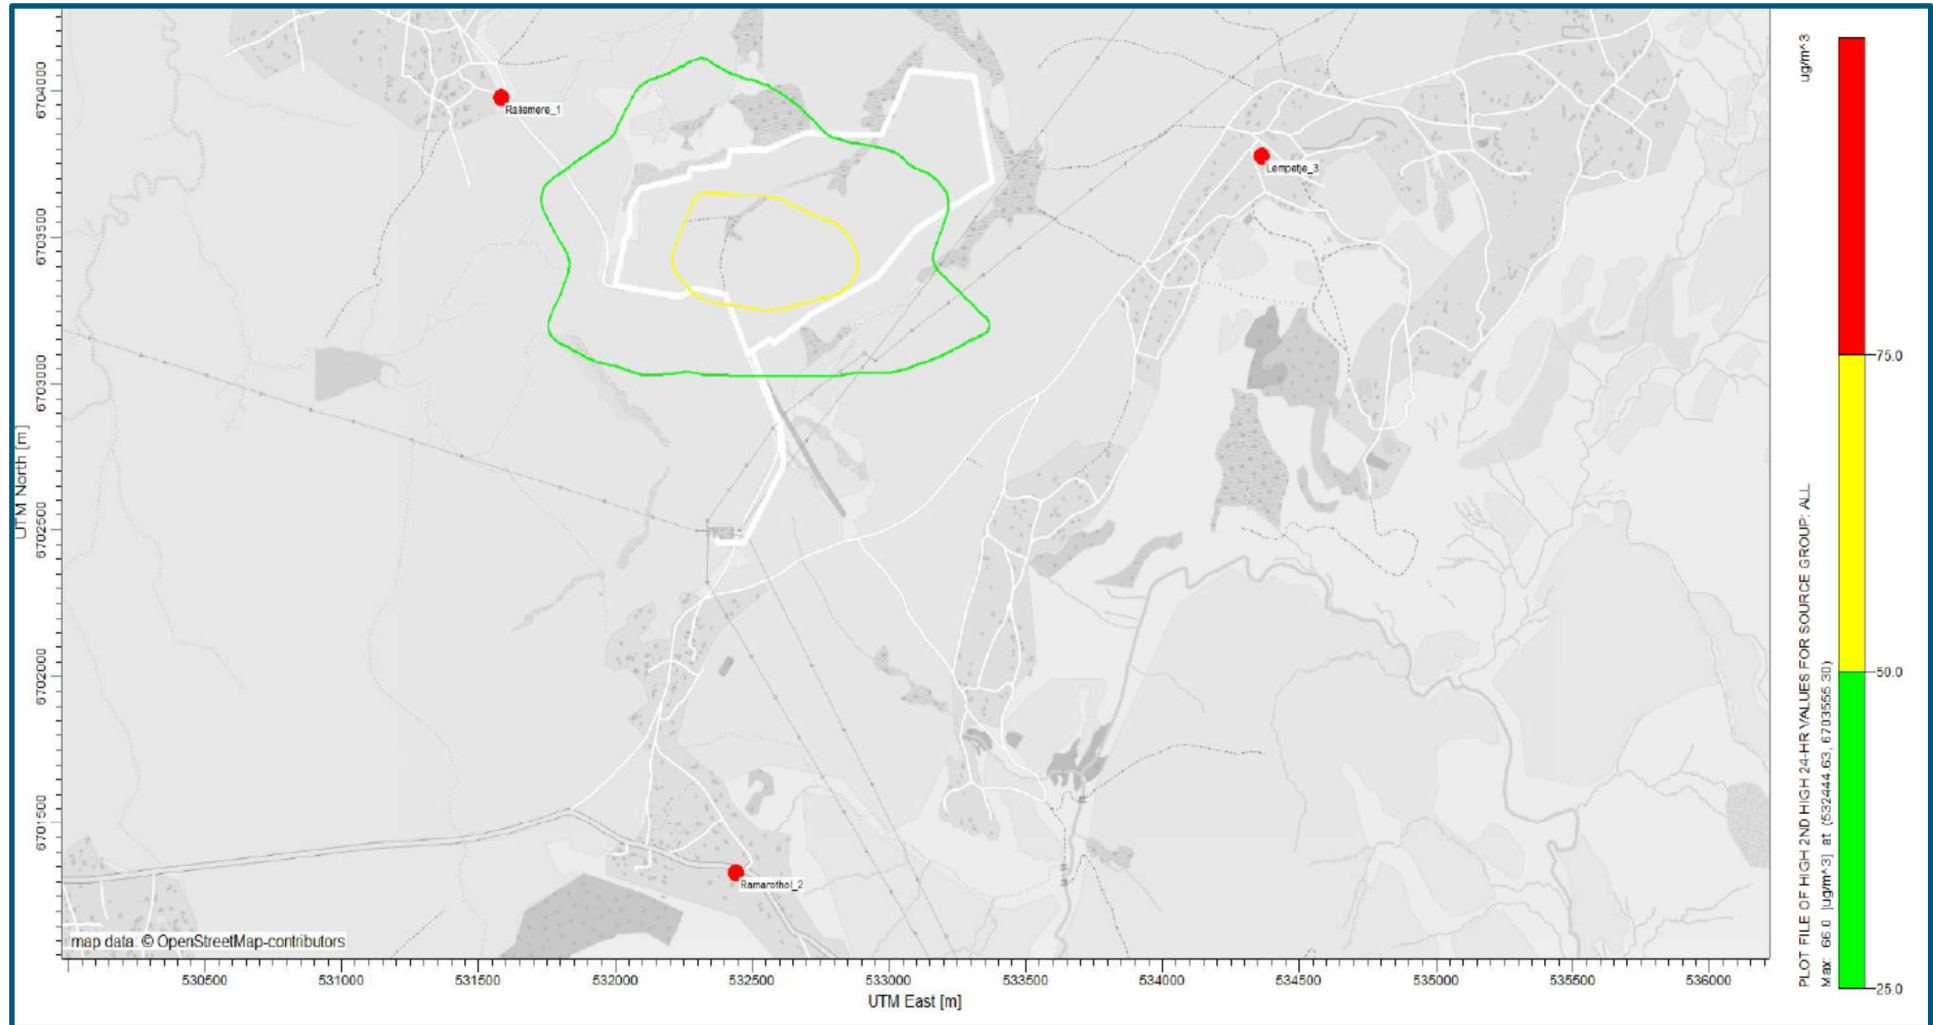 ug/m^3
6704000
Raliemere_1
Lempetje_3
6703500
75.0
6703000
UTM North [m]
6702500
50.0
6702000
6701500
Ramarothol_2
map data: © OpenStreetMap-contributors
25.0
530500
531000
531500
532000
532500
533000
533500
534000
534500
535000
535500
536000
UTM East [m]
PLOT FILE OF HIGH 2ND HIGH 24-HR VALUES FOR SOURCE GROUP: ALL
Max: 66.0 [ug/m^3] at (532444.63, 6703555.30)